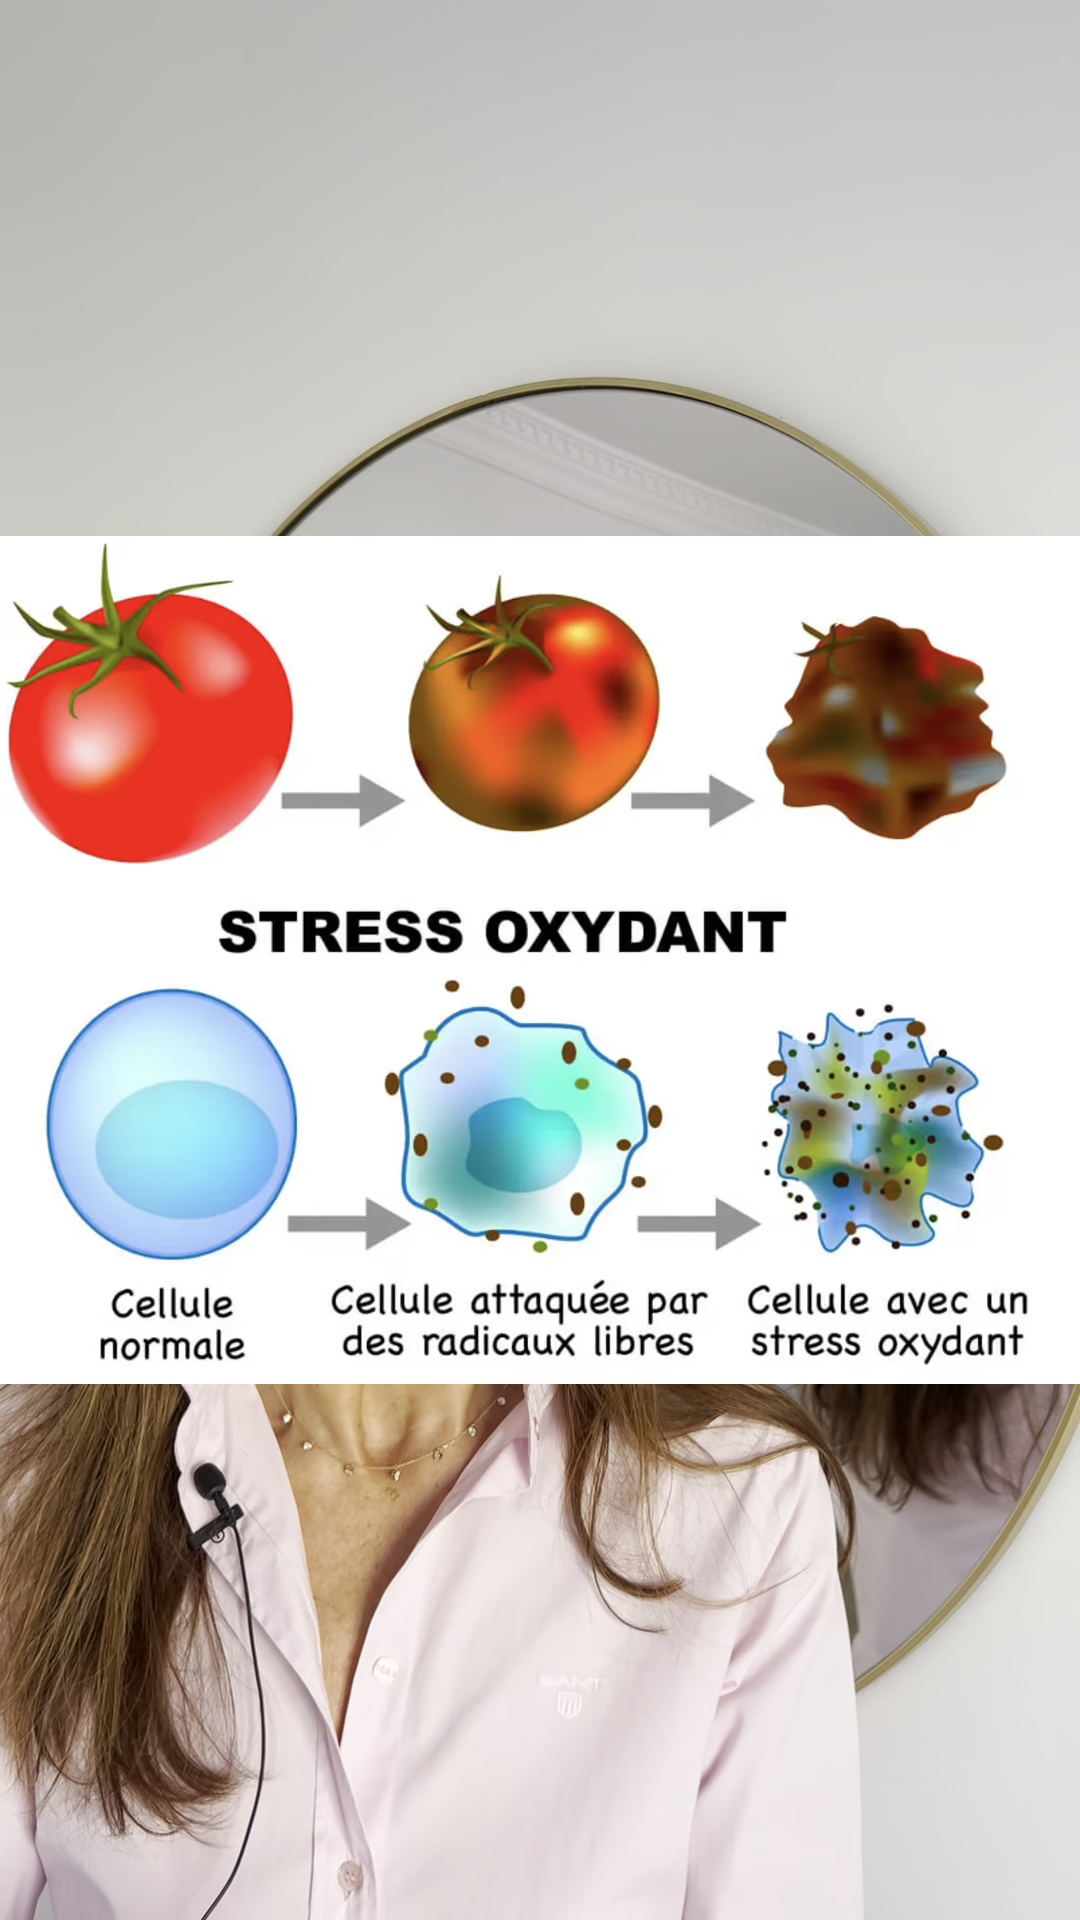 STRESS OXYDANT
Cellule
normale
Cellule attaquée par
des radicaux libres
Cellule avec un
stress oxydant
GANT